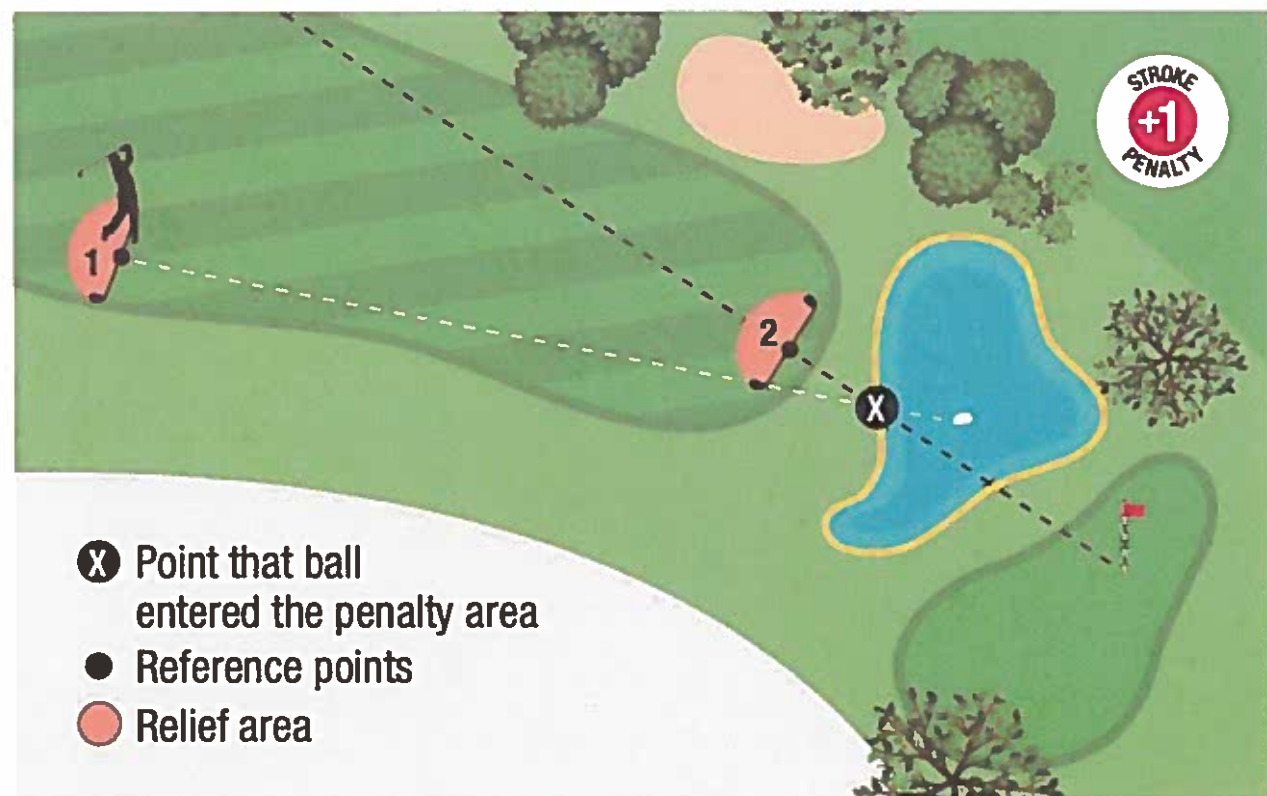 STROKE
+1
PENALTY
1
2
X
X Point that ball
entered the penalty area
Reference points
Relief area